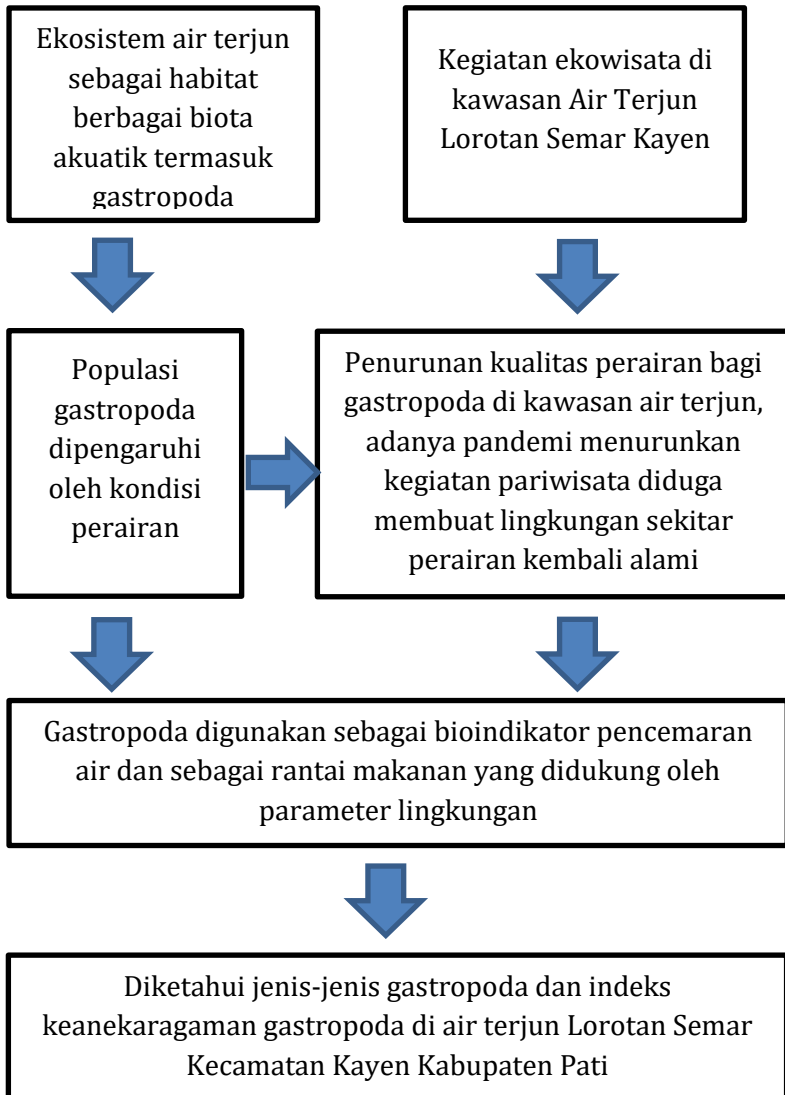 Ekosistem air terjun
sebagai habitat
berbagai biota
akuatik termasuk
gastropoda
Kegiatan ekowisata di
kawasan Air Terjun
Lorotan Semar Kayen
Populasi
gastropoda
dipengaruhi
oleh kondisi
perairan
Penurunan kualitas perairan bagi
gastropoda di kawasan air terjun,
adanya pandemi menurunkan
kegiatan pariwisata diduga
membuat lingkungan sekitar
perairan kembali alami
Gastropoda digunakan sebagai bioindikator pencemaran
air dan sebagai rantai makanan yang didukung oleh
parameter lingkungan
Diketahui jenis-jenis gastropoda dan indeks
keanekaragaman gastropoda di air terjun Lorotan Semar
Kecamatan Kayen Kabupaten Pati